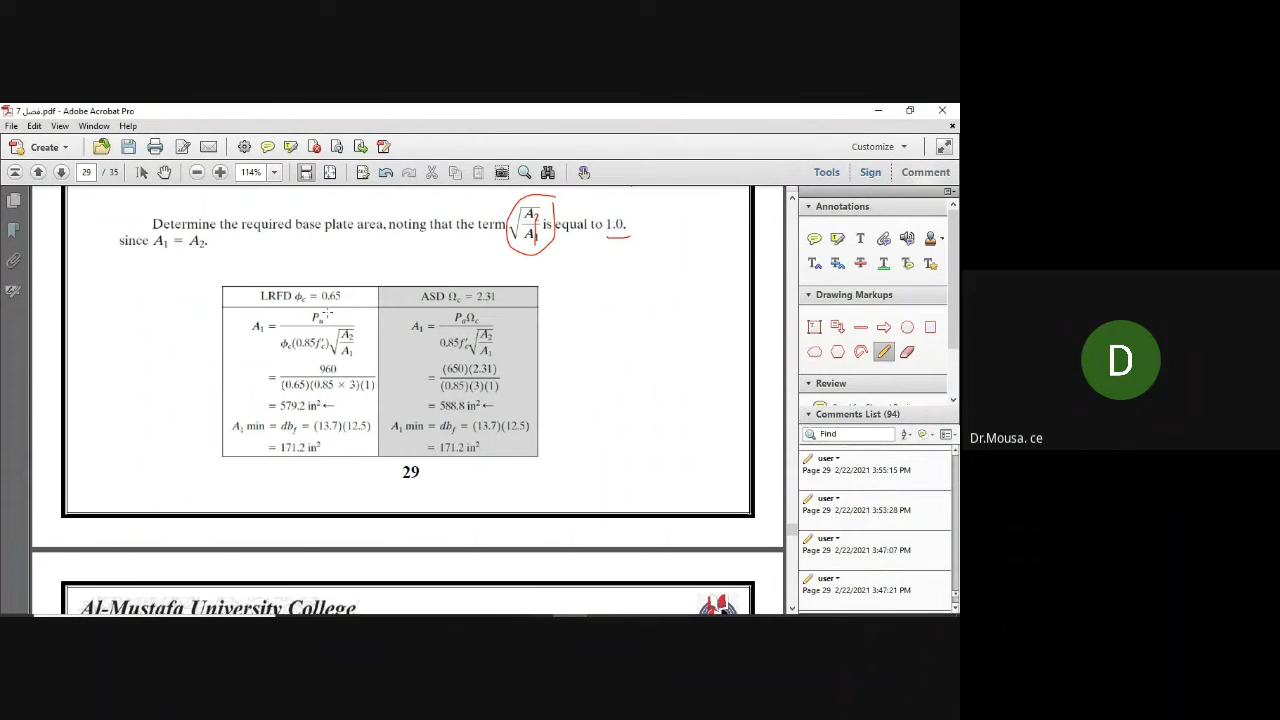 فصل 7.pdf - Adobe Acrobat Pro
File Edit View Window Help
Create
Customize
29 / 35
114%
Tools Sign Comment
Determine the required base plate area, noting that the term √(A₂/A₁) is equal to 1.0,
since A₁ = A₂.
LRFD ϕc = 0.65
A₁ = Pu / ϕc(0.85f′c)√(A₂/A₁)
= 960 / (0.65)(0.85 × 3)(1)
= 579.2 in² ←
A₁ min = dbf = (13.7)(12.5)
= 171.2 in²
ASD Ωc = 2.31
A₁ = PaΩc / 0.85f′c√(A₂/A₁)
= (650)(2.31) / (0.85)(3)(1)
= 588.8 in² ←
A₁ min = dbf = (13.7)(12.5)
= 171.2 in²
29
Al-Mustafa University College
Annotations
Drawing Markups
Review
Comments List (94)
Find
user
Page 29 2/22/2021 3:55:15 PM
user
Page 29 2/22/2021 3:53:28 PM
user
Page 29 2/22/2021 3:47:07 PM
user
Page 29 2/22/2021 3:47:21 PM
D
Dr.Mousa. ce